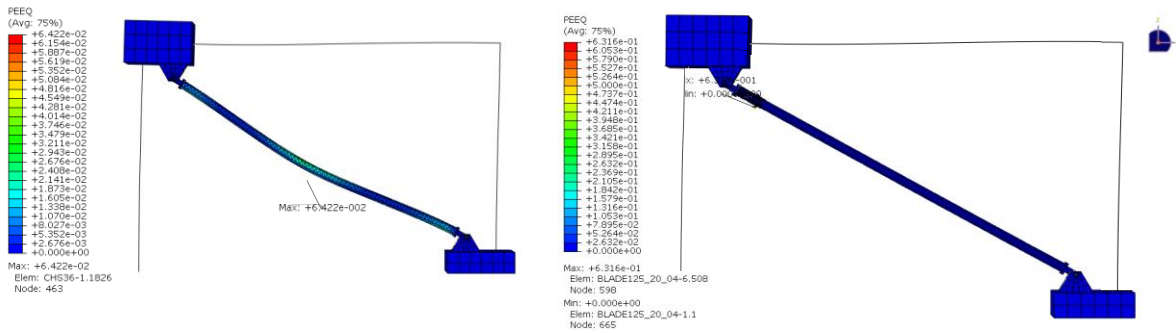 PEEQ
(Avg: 75%)
+6.422e-02
+6.154e-02
+5.887e-02
+5.619e-02
+5.352e-02
+5.084e-02
+4.816e-02
+4.549e-02
+4.281e-02
+4.014e-02
+3.746e-02
+3.479e-02
+3.211e-02
+2.943e-02
+2.676e-02
+2.408e-02
+2.141e-02
+1.873e-02
+1.605e-02
+1.338e-02
+1.070e-02
+8.027e-03
+5.352e-03
+2.676e-03
+0.000e+00
Max: +6.422e-02
Elem: CHS36-1.1826
Node: 463
Max: +6.422e-002
PEEQ
(Avg: 75%)
+6.316e-01
+6.053e-01
+5.790e-01
+5.527e-01
+5.264e-01
+5.000e-01
+4.737e-01
+4.474e-01
+4.211e-01
+3.948e-01
+3.685e-01
+3.421e-01
+3.158e-01
+2.895e-01
+2.632e-01
+2.369e-01
+2.105e-01
+1.842e-01
+1.579e-01
+1.316e-01
+1.053e-01
+7.895e-02
+5.264e-02
+2.632e-02
+0.000e+00
Max: +6.316e-01
Elem: BLADE125_20_04-6.508
Node: 598
Min: +0.000e+00
Elem: BLADE125_20_04-1.1
Node: 665